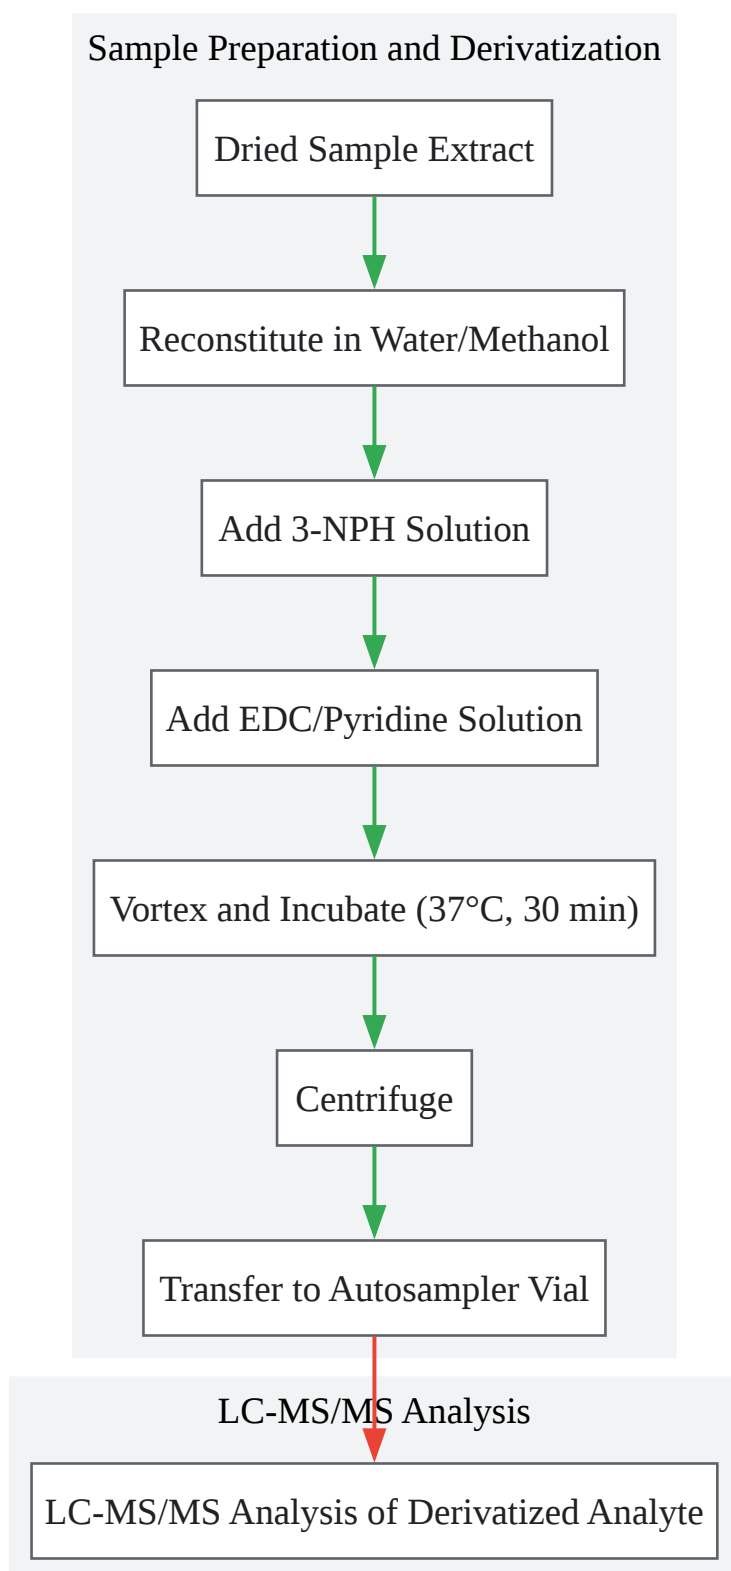 Sample Preparation and Derivatization
Dried Sample Extract
Reconstitute in Water/Methanol
Add 3-NPH Solution
Add EDC/Pyridine Solution
Vortex and Incubate (37°C, 30 min)
Centrifuge
Transfer to Autosampler Vial
LC-MS/MS Analysis
LC-MS/MS Analysis of Derivatized Analyte